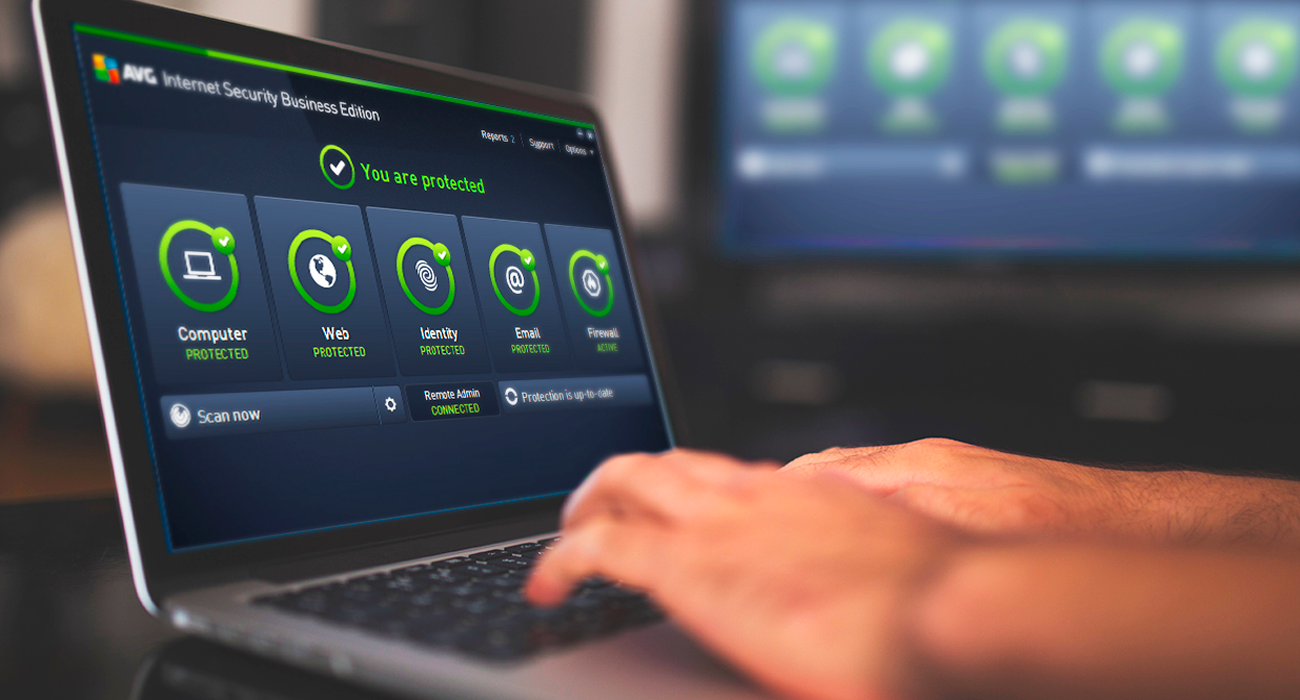 AVG Internet Security Business Edition
Reports 2 Support Options
You are protected
Computer
PROTECTED
Web
PROTECTED
Identity
PROTECTED
Email
PROTECTED
Firewall
ACTIVE
Scan now
Remote Admin
CONNECTED
Protection is up-to-date